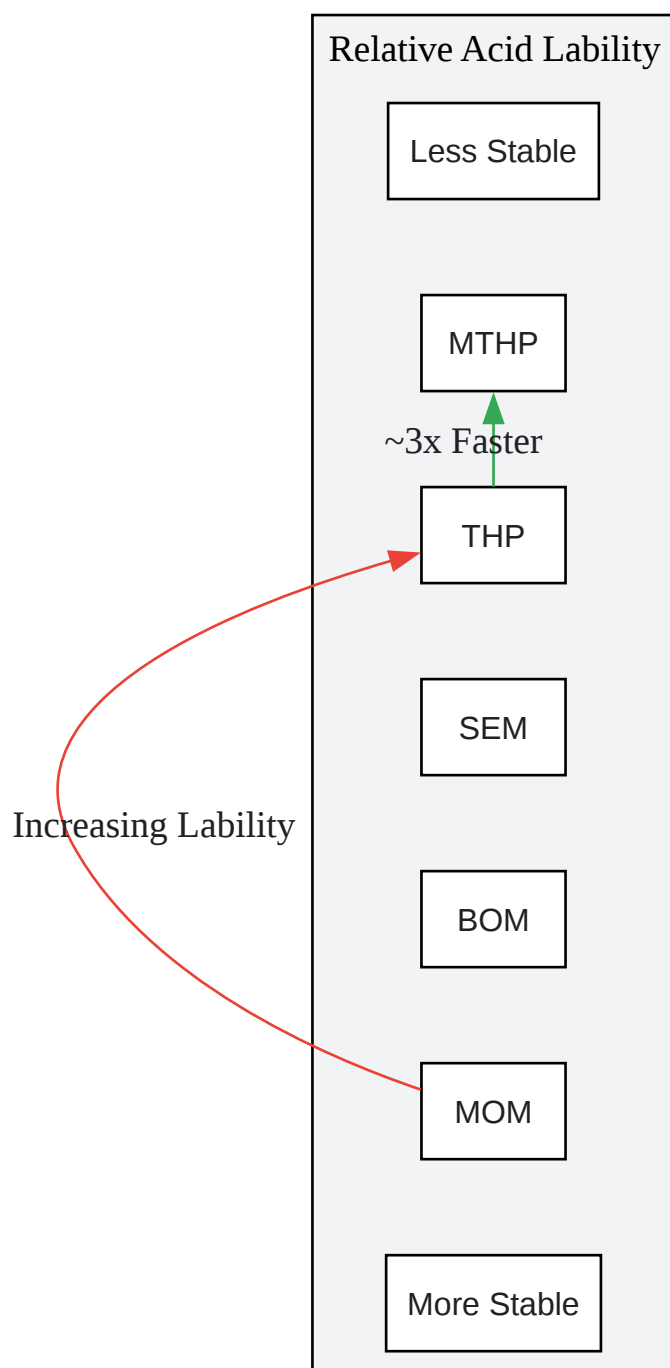 Relative Acid Lability
Less Stable
MTHP
~3x Faster
THP
SEM
Increasing Lability
BOM
MOM
More Stable